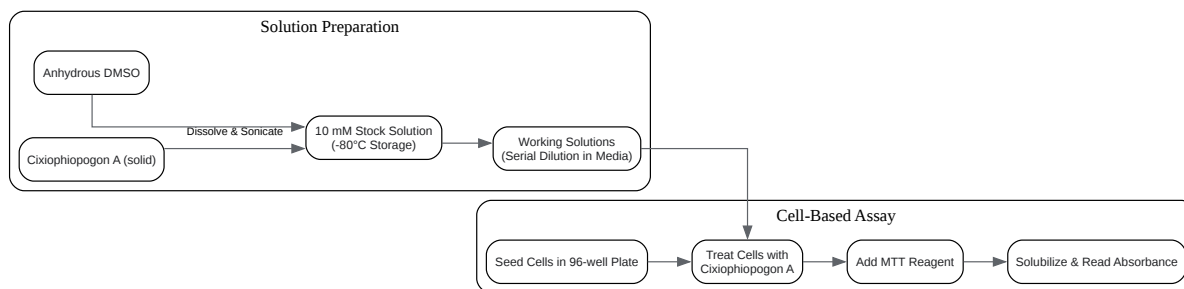 Solution Preparation
Anhydrous DMSO
Dissolve & Sonicate
Cixiophiopogon A (solid)
10 mM Stock Solution
(-80°C Storage)
Working Solutions
(Serial Dilution in Media)
Cell-Based Assay
Seed Cells in 96-well Plate
Treat Cells with
Cixiophiopogon A
Add MTT Reagent
Solubilize & Read Absorbance